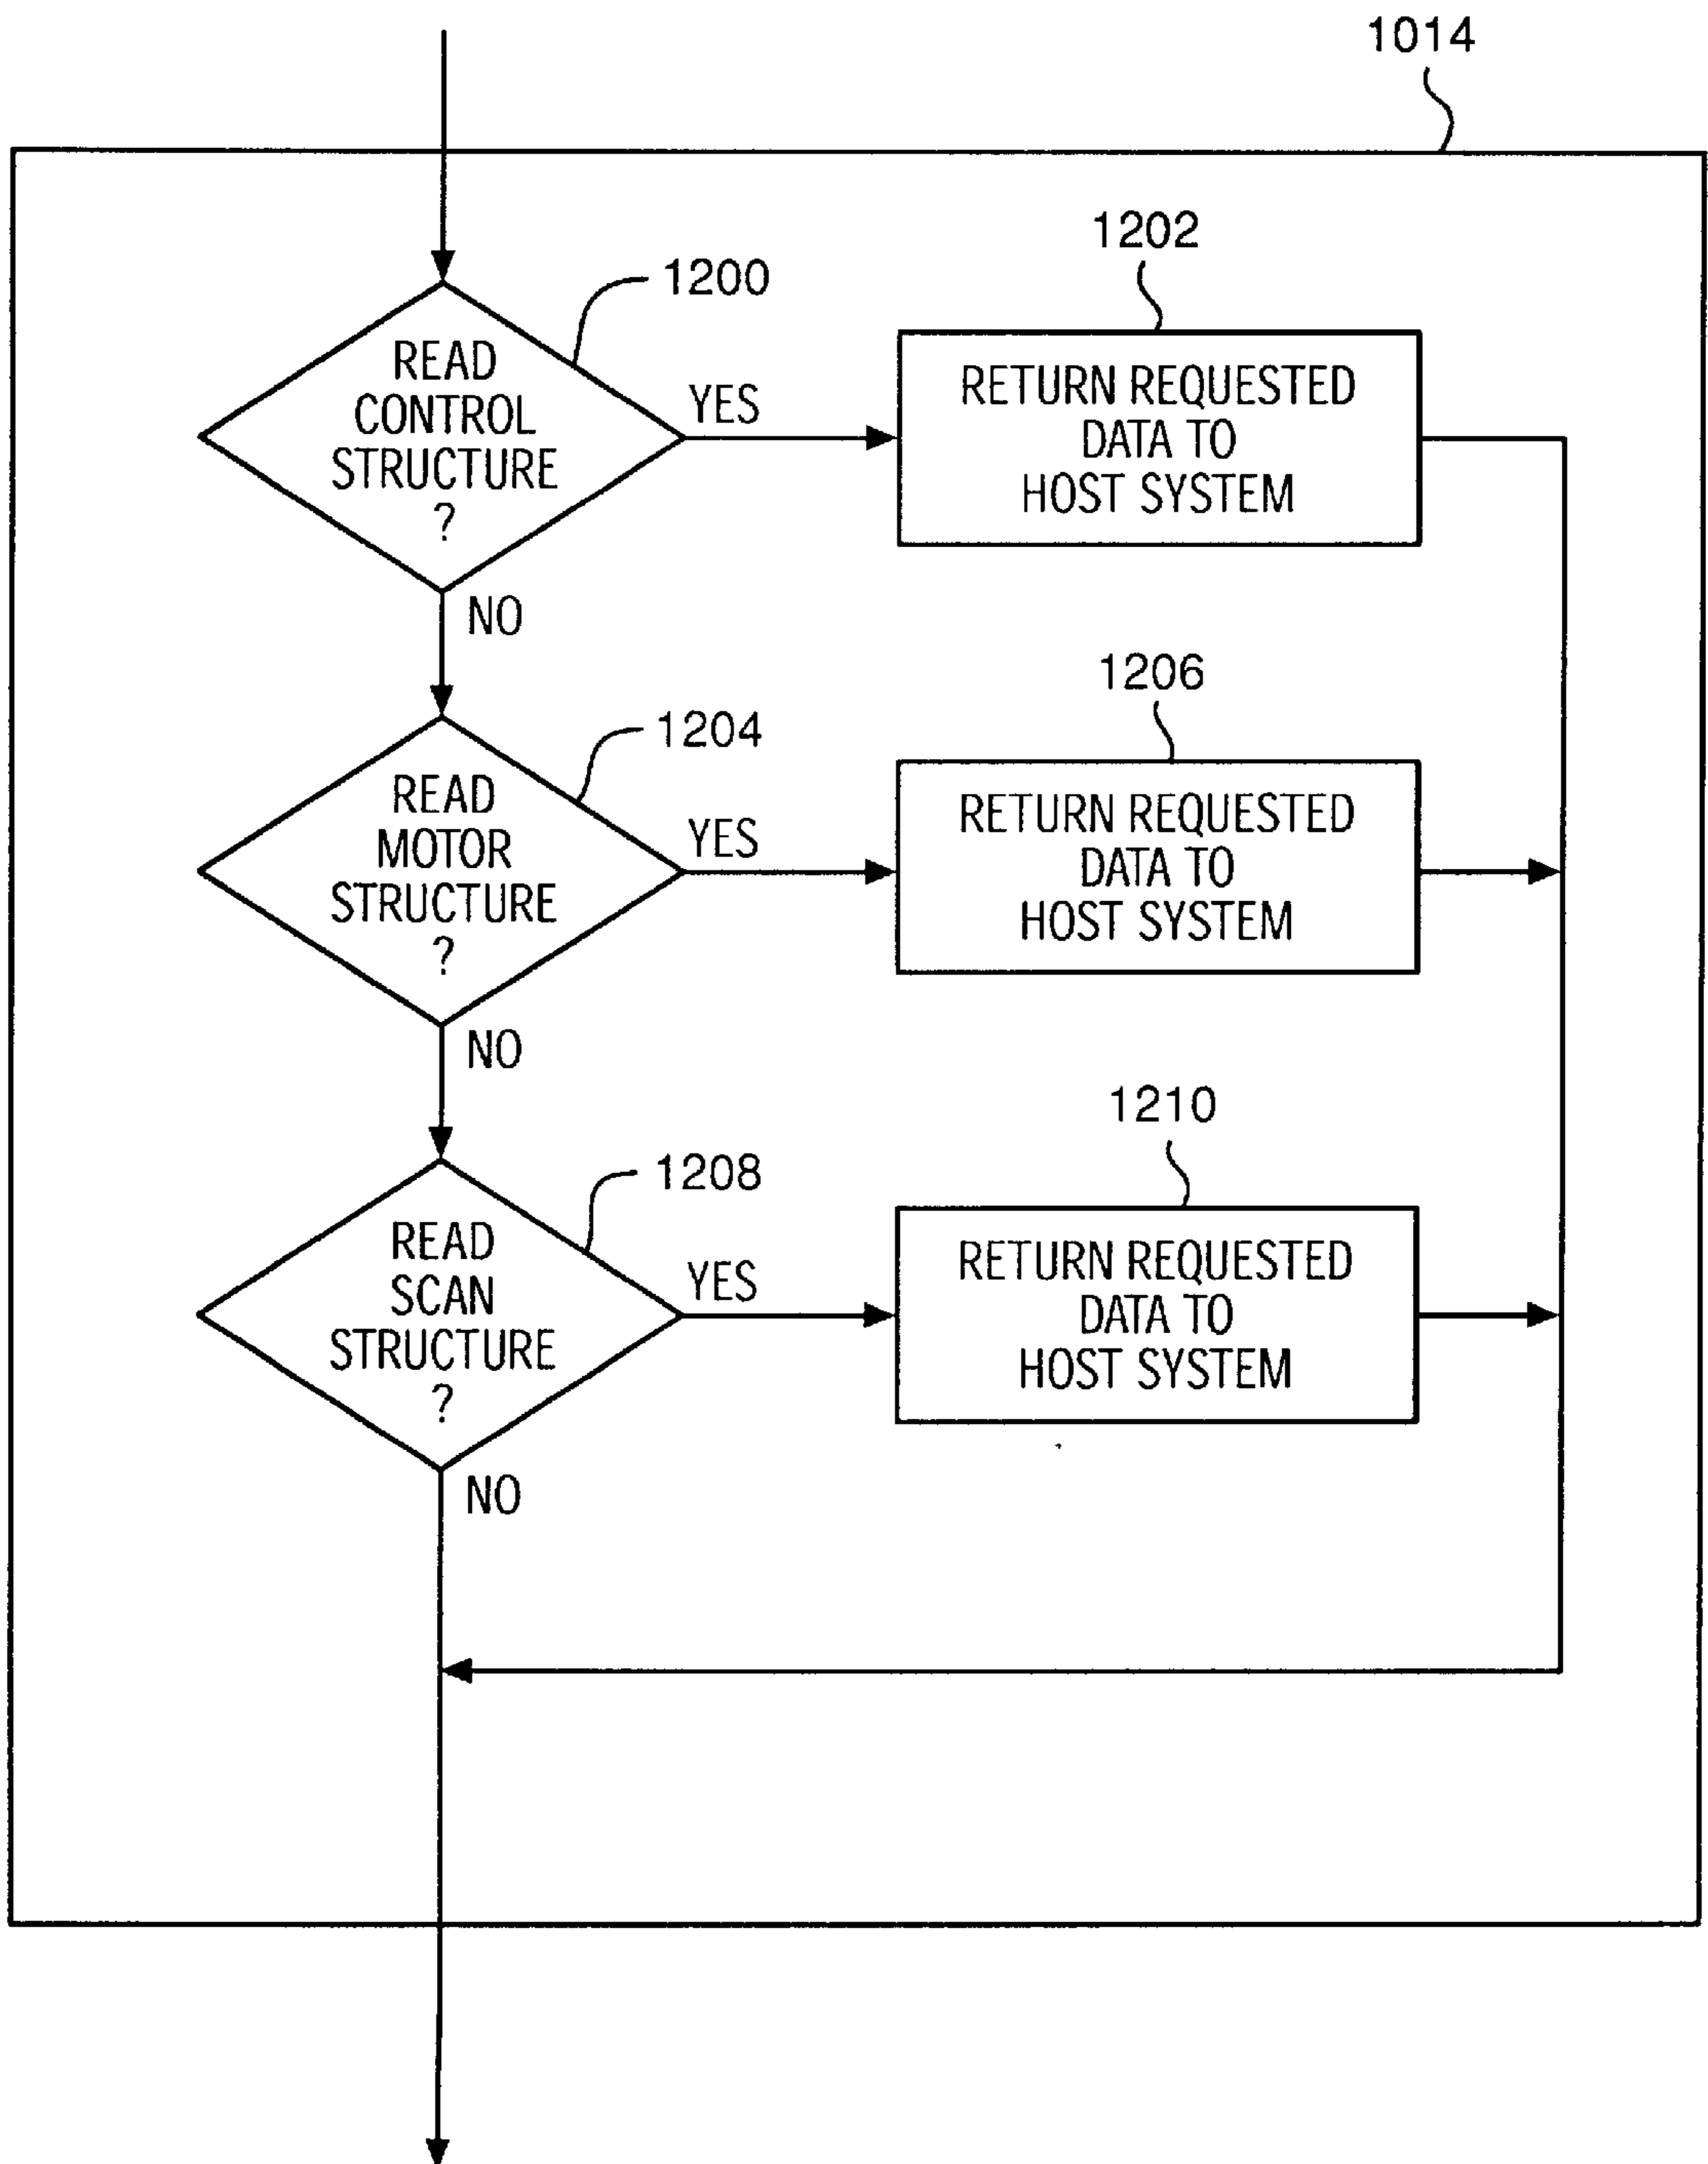 1014
1200
READ
CONTROL
STRUCTURE
?
YES
1202
RETURN REQUESTED
DATA TO
HOST SYSTEM
NO
1204
READ
MOTOR
STRUCTURE
?
YES
1206
RETURN REQUESTED
DATA TO
HOST SYSTEM
NO
1208
READ
SCAN
STRUCTURE
?
YES
1210
RETURN REQUESTED
DATA TO
HOST SYSTEM
NO